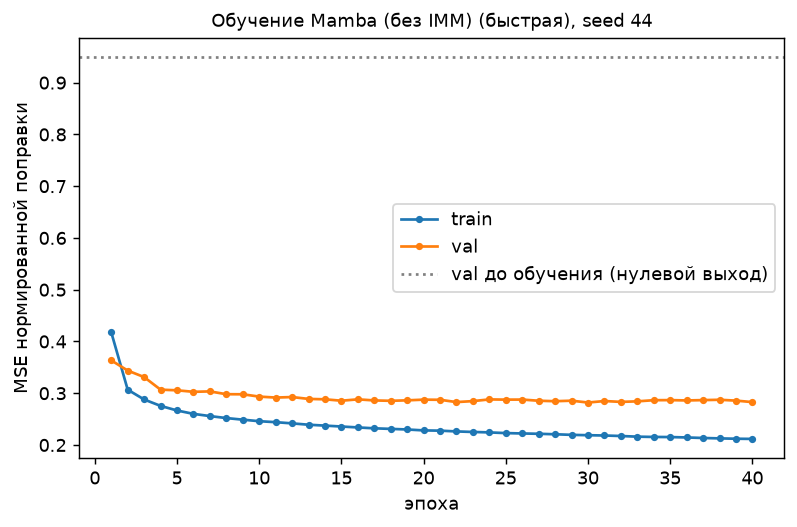 Обучение Mamba (без IMM) (быстрая), seed 44
MSE нормированной поправки
0.9
0.8
0.7
0.6
0.5
0.4
0.3
0.2
train
val
val до обучения (нулевой выход)
0 5 10 15 20 25 30 35 40
эпоха